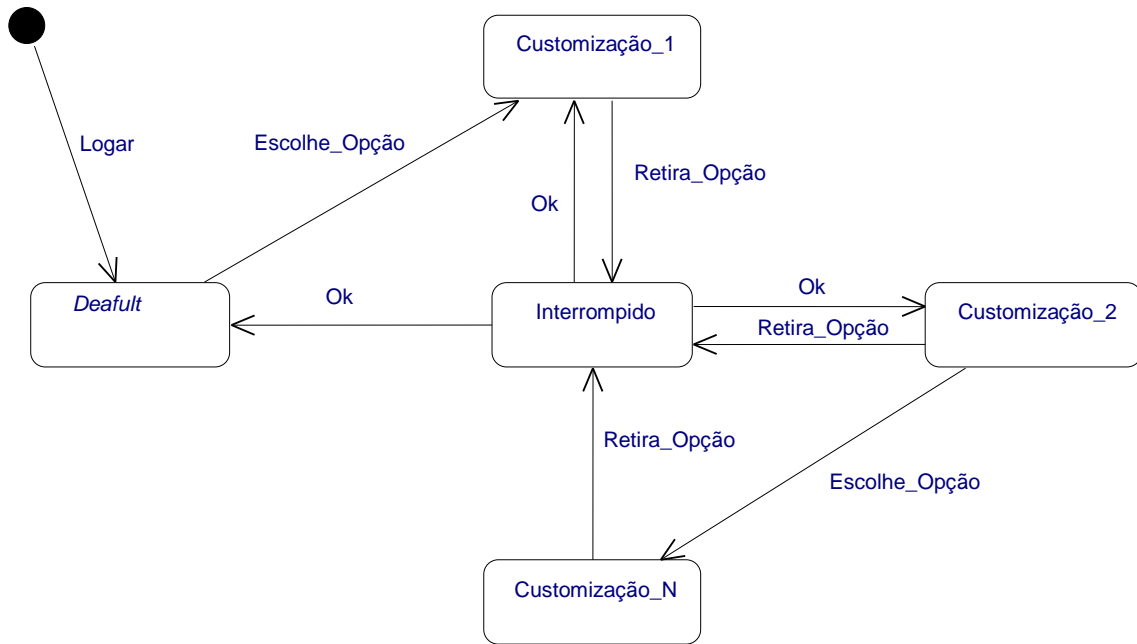 Customização_1
Logar
Escolhe_Opção
Retira_Opção
Ok
Deafult
Ok
Interrompido
Ok
Customização_2
Retira_Opção
Retira_Opção
Escolhe_Opção
Customização_N